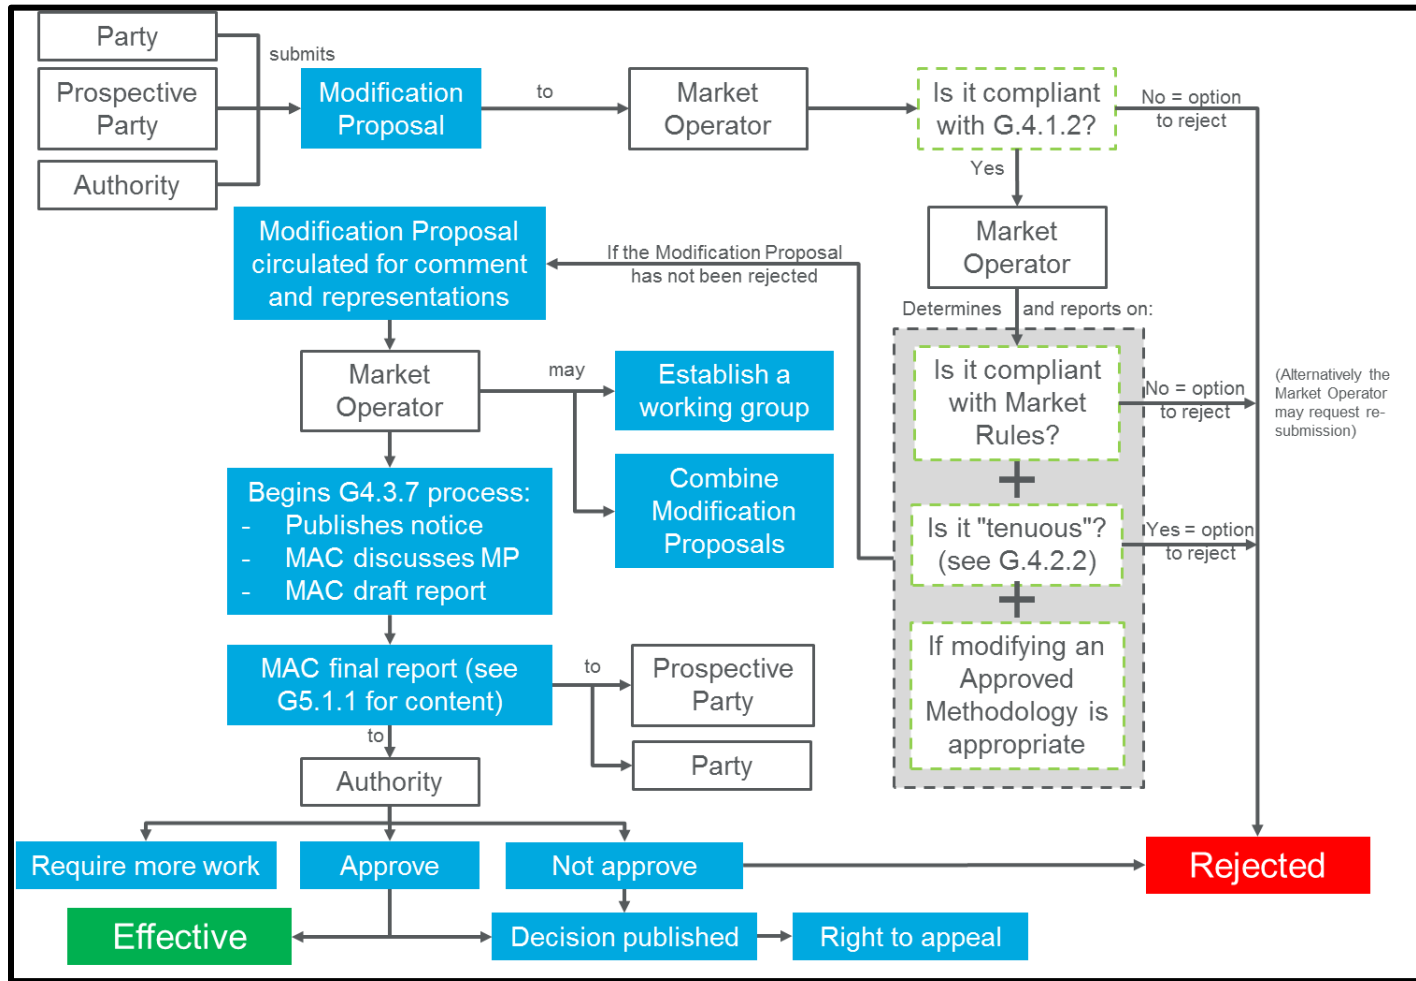 Party
submits
Prospective
Party
Authority
Modification
Proposal
to
Market
Operator
Is it compliant
with G.4.1.2?
No = option
to reject
Yes
Market
Operator
Determines and reports on:
Modification Proposal
circulated for comment
and representations
If the Modification Proposal
has not been rejected
Is it compliant
with Market
Rules?
No = option
to reject
(Alternatively the
Market Operator
may request re-
submission)
+
Is it "tenuous"?
(see G.4.2.2)
Yes = option
to reject
+
If modifying an
Approved
Methodology is
appropriate
Market
Operator
may
Establish a
working group
Combine
Modification
Proposals
Begins G4.3.7 process:
- Publishes notice
- MAC discusses MP
- MAC draft report
MAC final report (see
G5.1.1 for content)
to
Prospective
Party
Party
to
Authority
Require more work
Approve
Not approve
Rejected
Effective
Decision published
Right to appeal